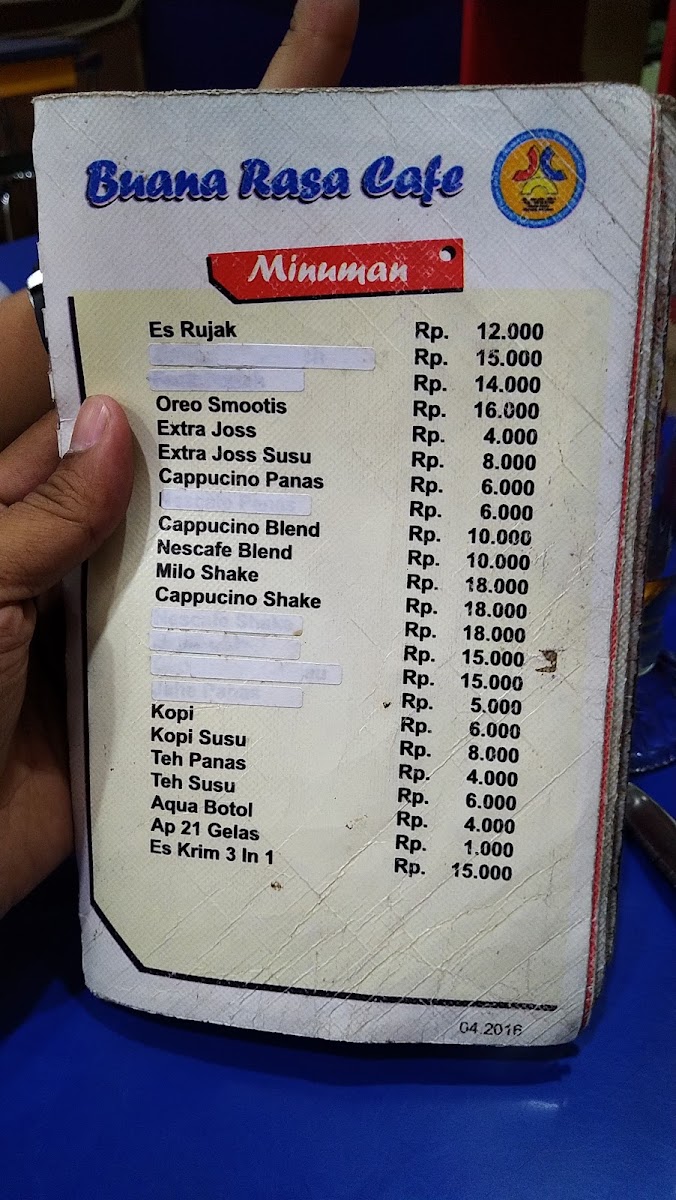 Buana Rasa Cafe
Minuman
Es Rujak Rp. 12.000
Rp. 15.000
Rp. 14.000
Oreo Smootis Rp. 16.000
Extra Joss Rp. 4.000
Extra Joss Susu Rp. 8.000
Cappucino Panas Rp. 6.000
Rp. 6.000
Cappucino Blend Rp. 10.000
Nescafe Blend Rp. 10.000
Milo Shake Rp. 18.000
Cappucino Shake Rp. 18.000
Nescafe Shake Rp. 18.000
Rp. 15.000
Rp. 15.000
Jahe Panas Rp. 5.000
Kopi Rp. 6.000
Kopi Susu Rp. 8.000
Teh Panas Rp. 4.000
Teh Susu Rp. 6.000
Aqua Botol Rp. 4.000
Ap 21 Gelas Rp. 1.000
Es Krim 3 In 1 Rp. 15.000
04.2016